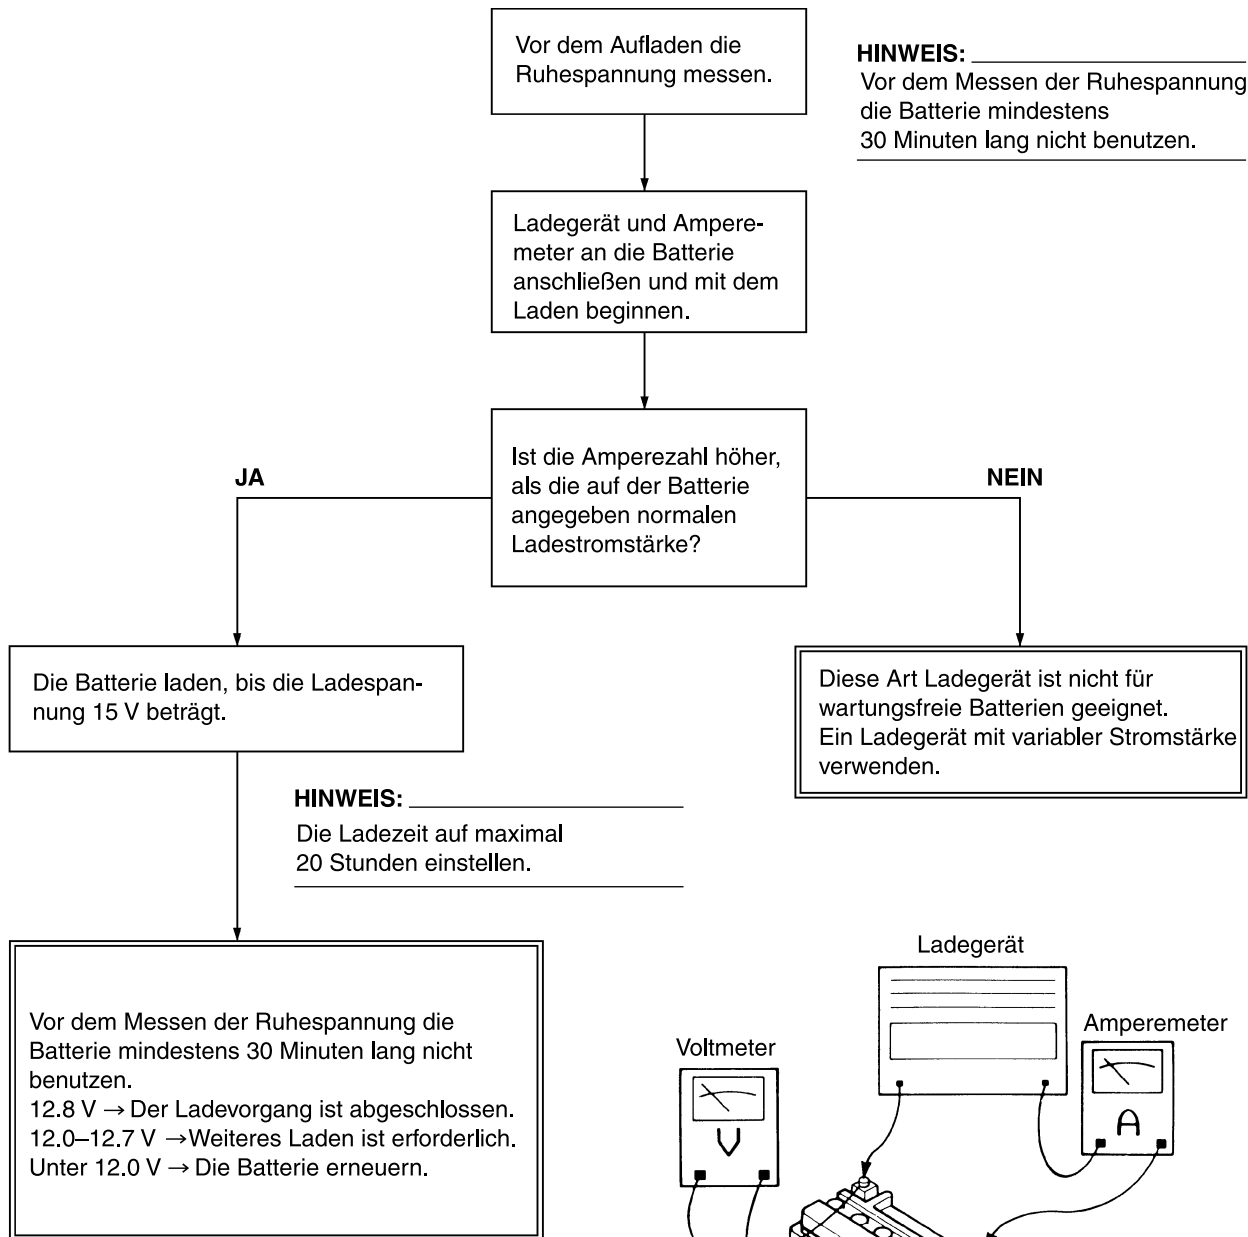 Vor dem Aufladen die
Ruhespannung messen.
HINWEIS:
Vor dem Messen der Ruhespannung
die Batterie mindestens
30 Minuten lang nicht benutzen.
Ladegerät und Ampere-
meter an die Batterie
anschließen und mit dem
Laden beginnen.
Ist die Amperezahl höher,
als die auf der Batterie
angegeben normalen
Ladestromstärke?
JA
NEIN
Die Batterie laden, bis die Ladespan-
nung 15 V beträgt.
Diese Art Ladegerät ist nicht für
wartungsfreie Batterien geeignet.
Ein Ladegerät mit variabler Stromstärke
verwenden.
HINWEIS:
Die Ladezeit auf maximal
20 Stunden einstellen.
Vor dem Messen der Ruhespannung die
Batterie mindestens 30 Minuten lang nicht
benutzen.
12.8 V → Der Ladevorgang ist abgeschlossen.
12.0–12.7 V → Weiteres Laden ist erforderlich.
Unter 12.0 V → Die Batterie erneuern.
Ladegerät
Amperemeter
Voltmeter
V
A